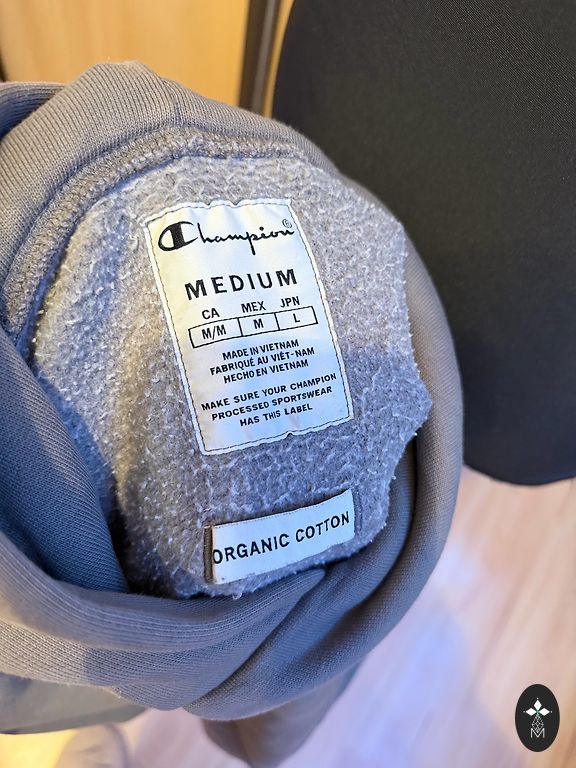 Champion®
MEDIUM
CA MEX JPN
M/M M L
MADE IN VIETNAM
FABRIQUÉ AU VIÊT-NAM
HECHO EN VIETNAM
MAKE SURE YOUR CHAMPION
PROCESSED SPORTSWEAR
HAS THIS LABEL
ORGANIC COTTON